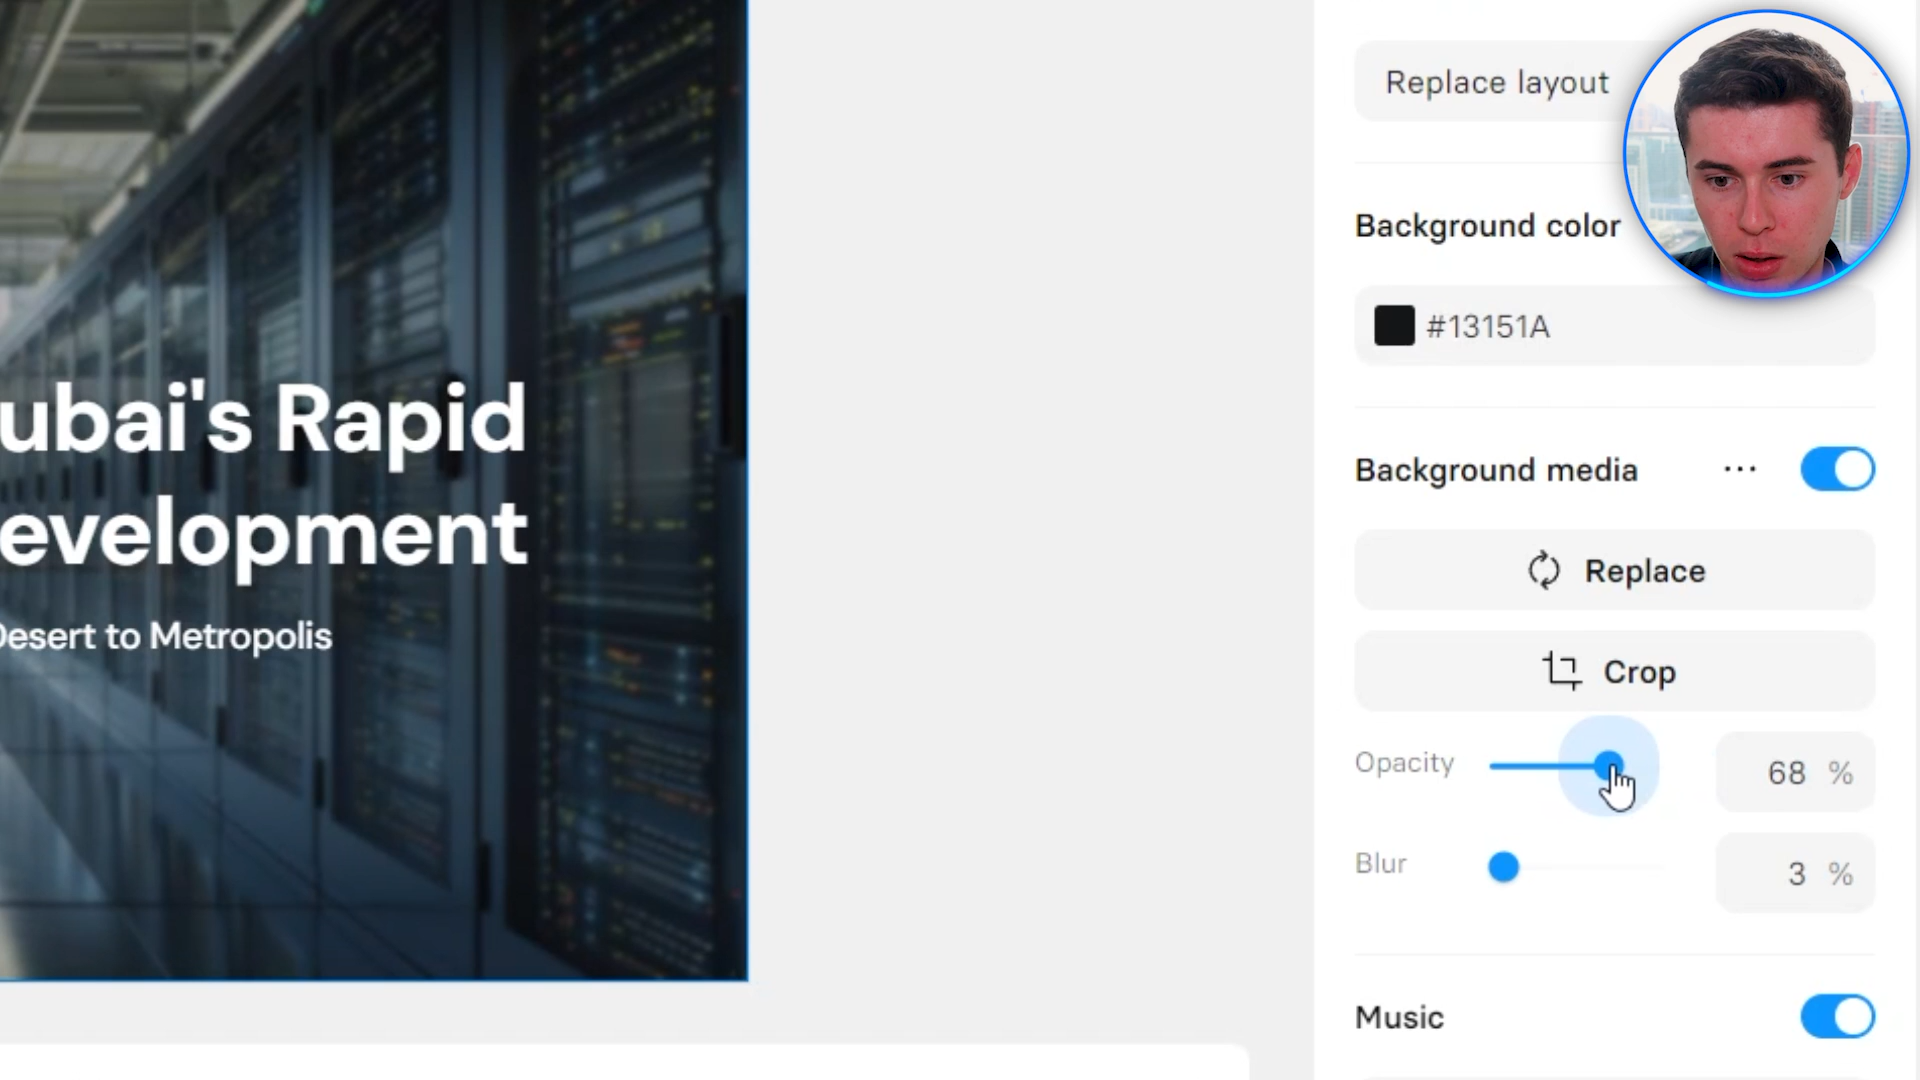 ubai's Rapid
evelopment
Desert to Metropolis
Replace layout
Background color
#13151A
Background media
Replace
Crop
Opacity
68 %
Blur
3 %
Music